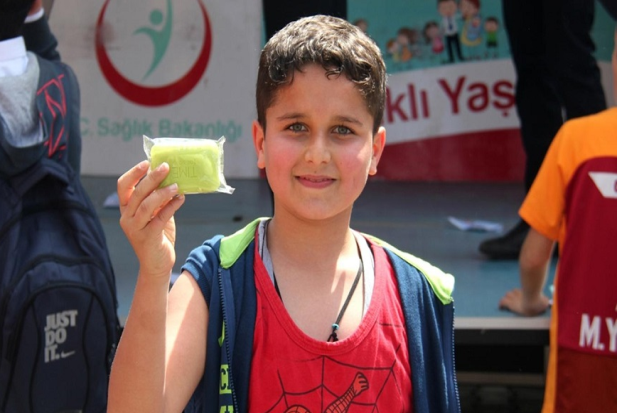 C. Sağlık Bakanlığı
klı Yaş
JUST
DO
IT.
M.Y